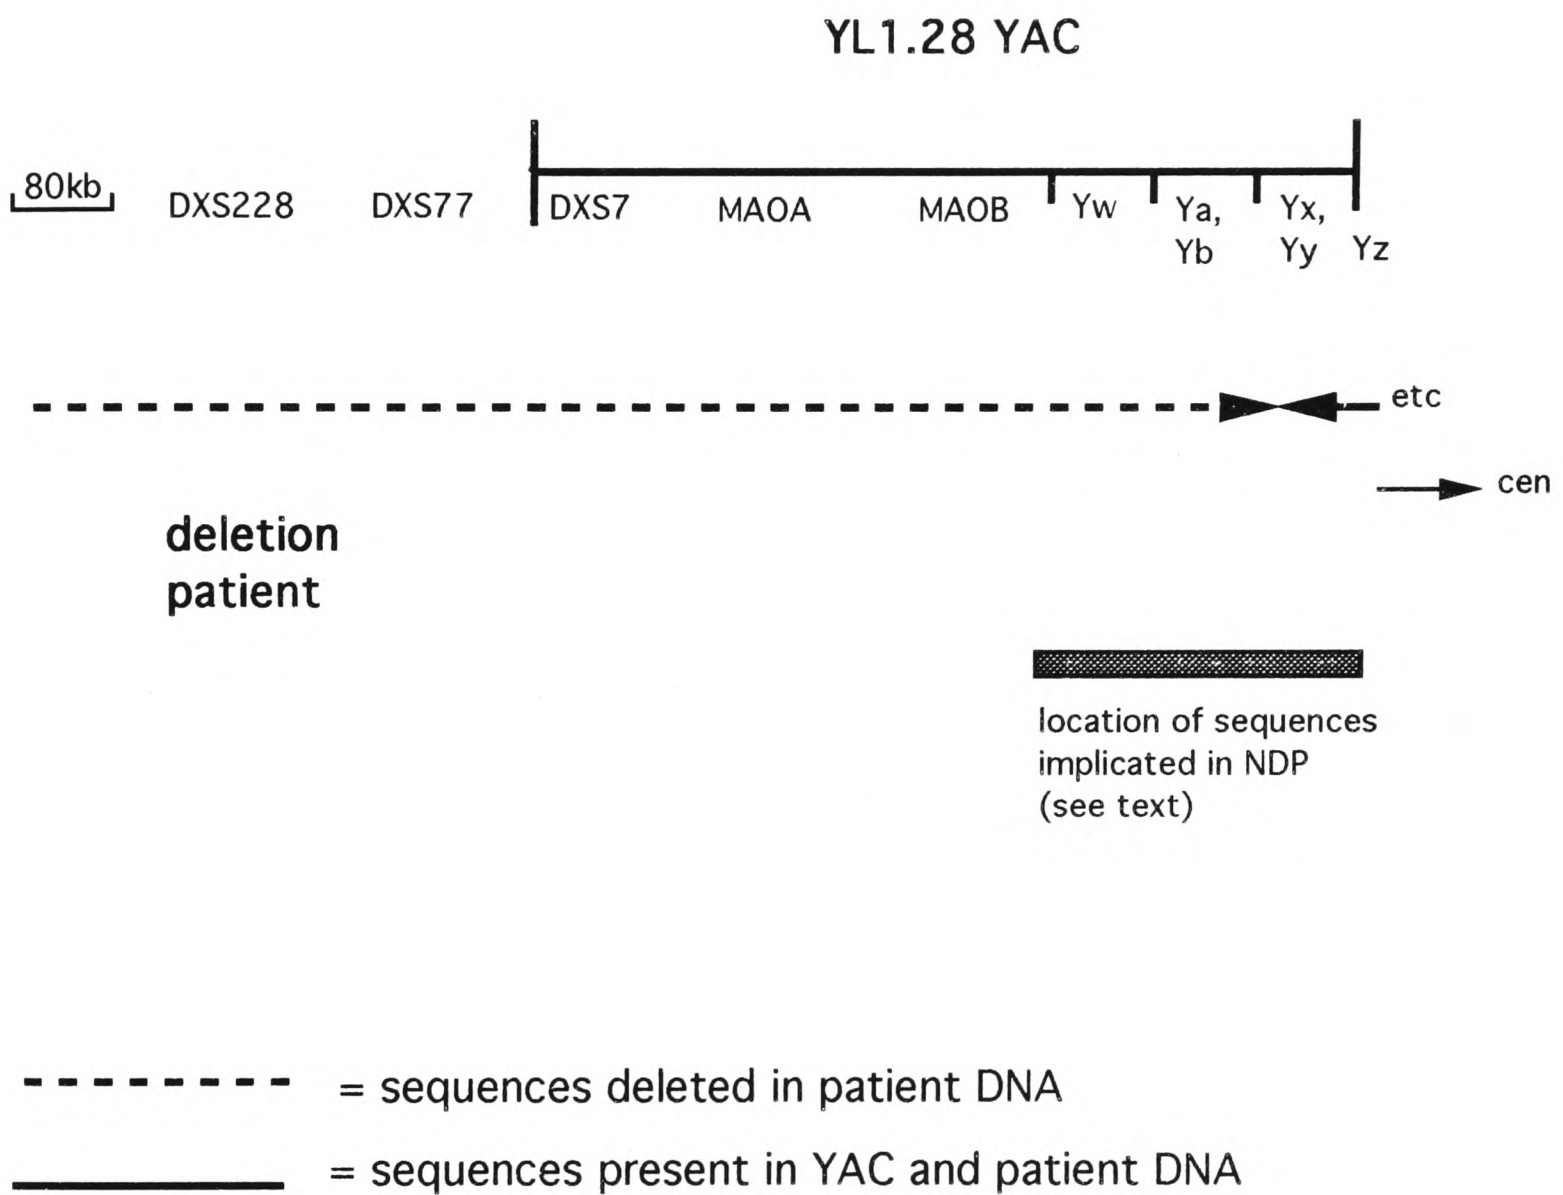 YL1.28 YAC
80kb DXS228 DXS77 DXS7 MAOA MAOB Yw Ya, Yx,
Yb Yy Yz
etc
cen
deletion
patient
location of sequences
implicated in NDP
(see text)
= sequences deleted in patient DNA
= sequences present in YAC and patient DNA